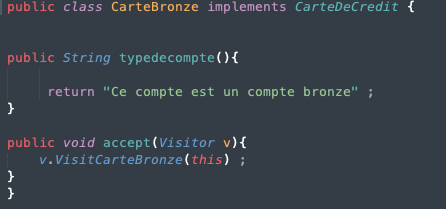 public class CarteBronze implements CarteDeCredit {
public String typedecompte(){
return "Ce compte est un compte bronze" ;
}
public void accept(Visitor v){
v.VisitCarteBronze(this) ;
}
}